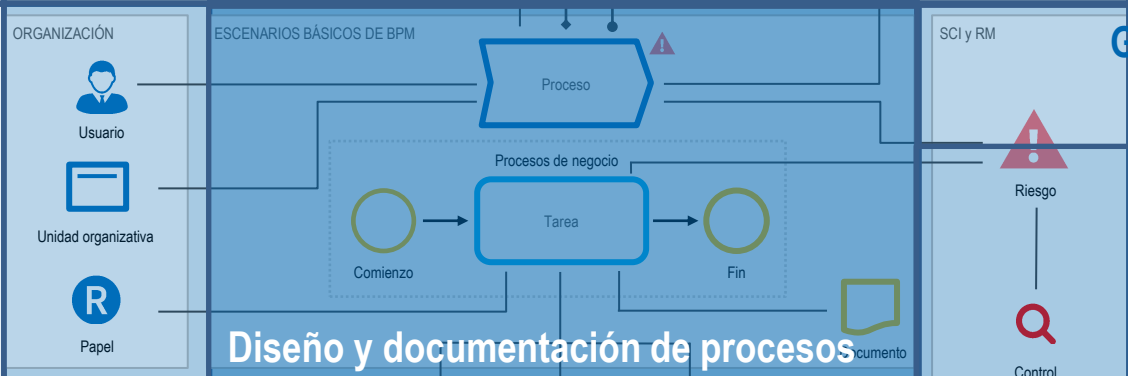 ORGANIZACIÓN
Usuario
Unidad organizativa
R
Papel
ESCENARIOS BÁSICOS DE BPM
Proceso
Procesos de negocio
Comienzo
Tarea
Fin
Documento
Diseño y documentación de procesos
SCI y RM
G
Riesgo
Control